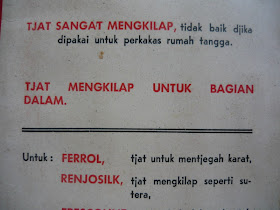 TJAT SANGAT MENGKILAP, tidak baik djika
dipakai untuk perkakas rumah tangga.
TJAT MENGKILAP UNTUK BAGIAN
DALAM.
Untuk: FERROL, tjat untuk mentjegah karat,
RENJOSILK, tjat mengkilap seperti su-
tera,